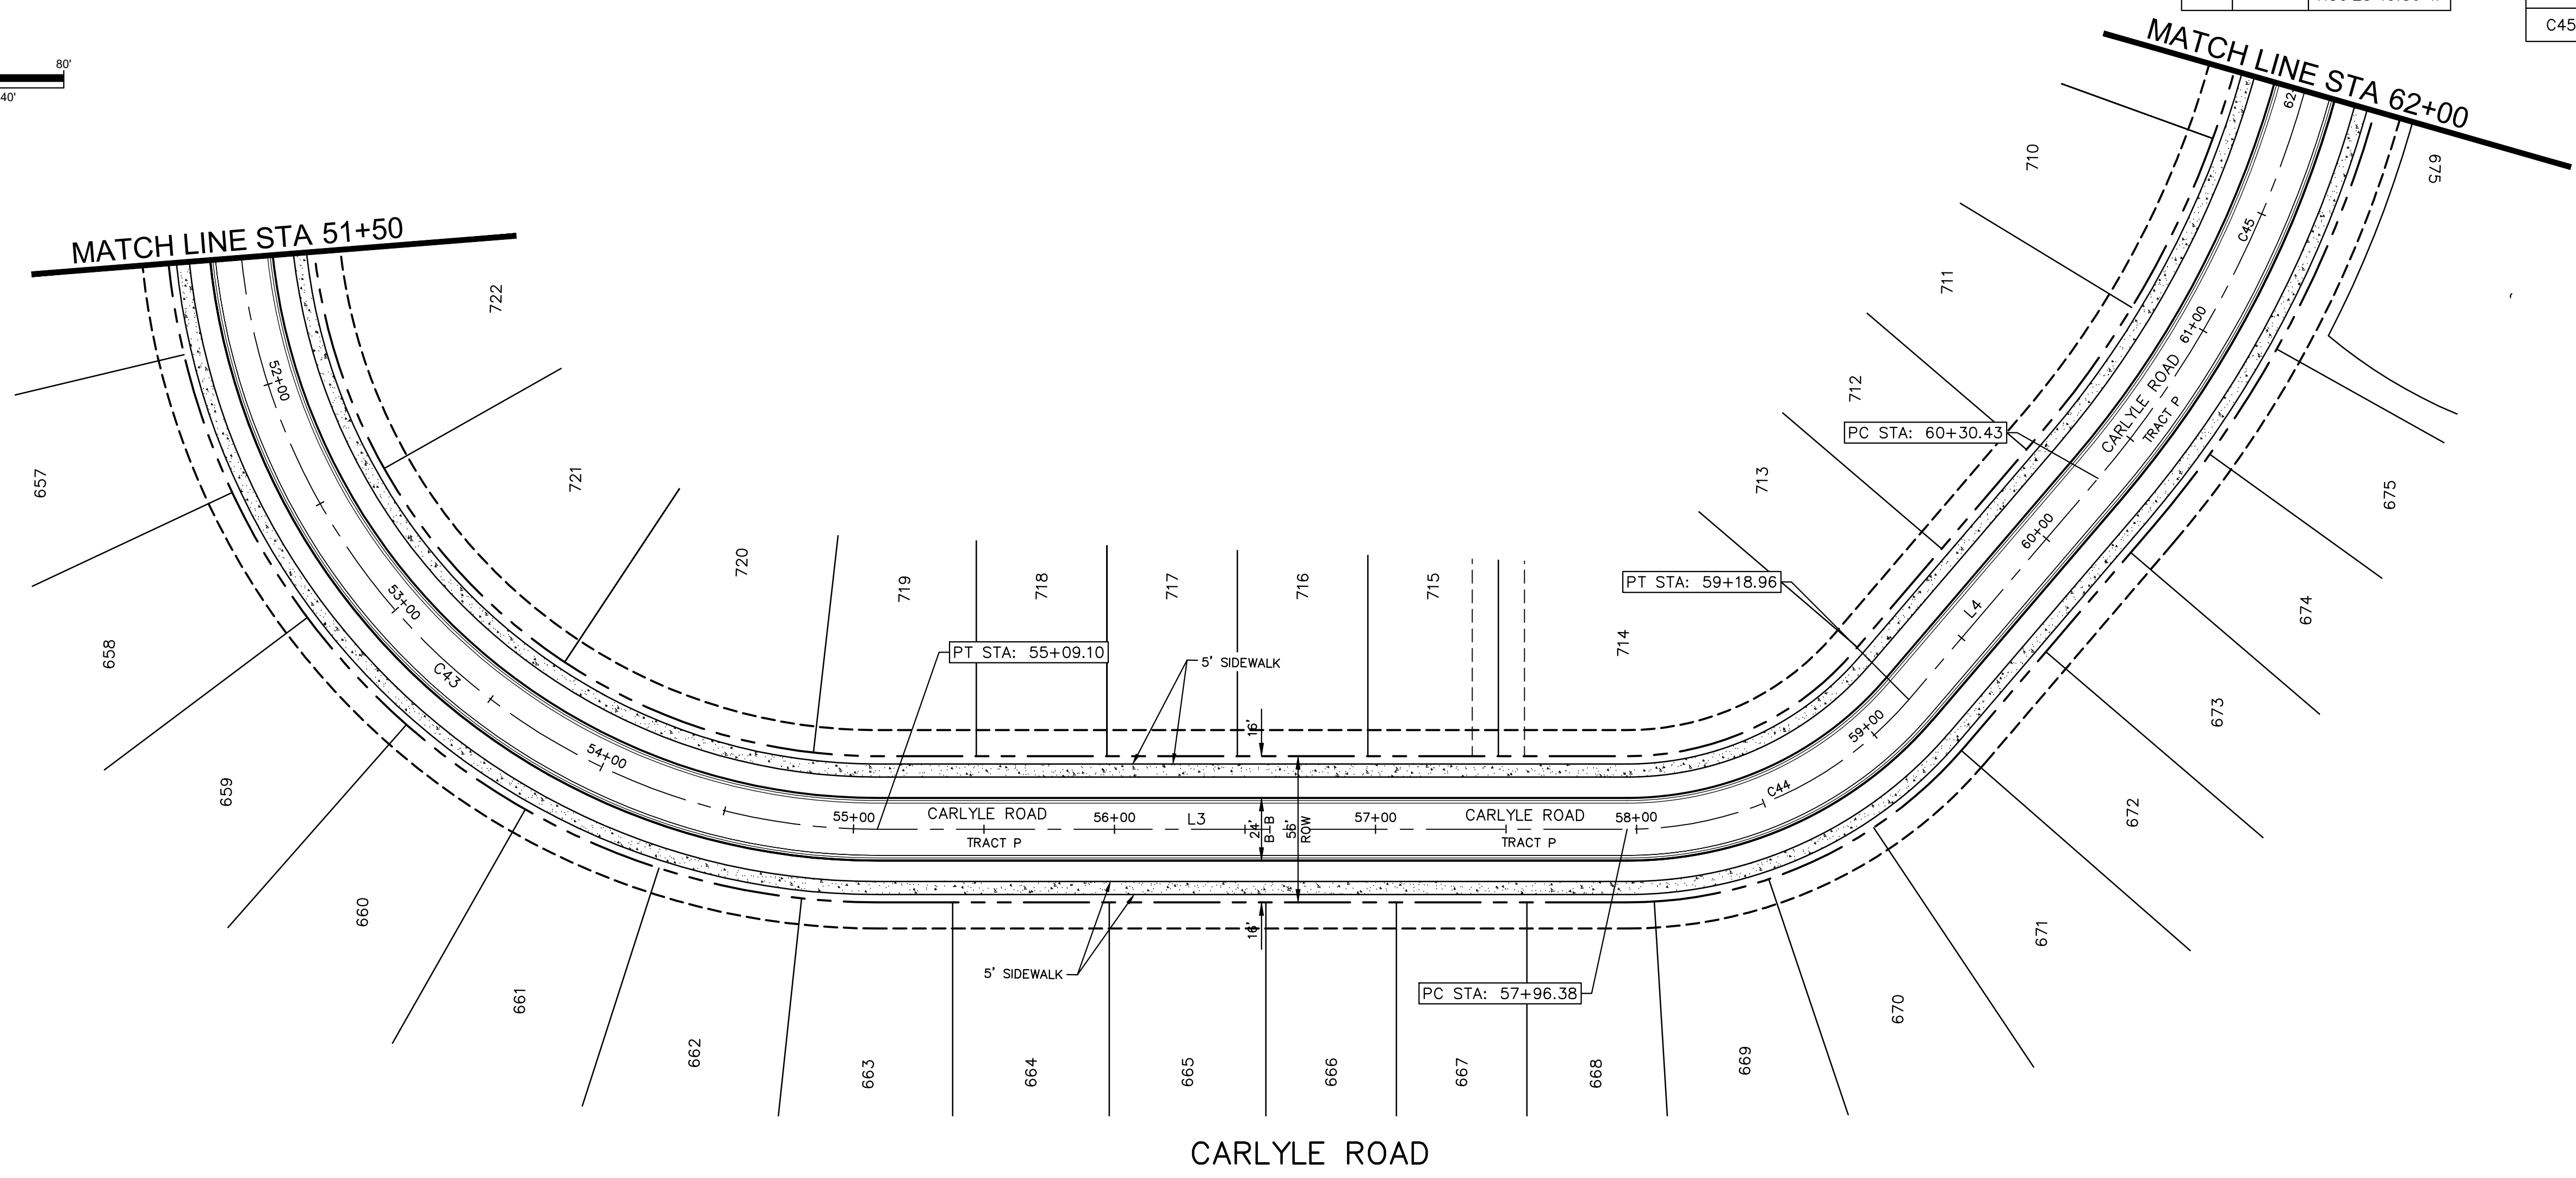 C45
80'
40'
MATCH LINE STA 62+00
62
710
675
MATCH LINE STA 51+50
C45
722
711
61+00
52+00
712
CARLYLE ROAD
TRACT P
PC STA: 60+30.43
657
721
713
675
60+00
720
719
718
717
716
715
PT STA: 59+18.96
53+00
L4
674
658
714
PT STA: 55+09.10
5' SIDEWALK
C43
673
16'
59+00
54+00
659
C44
672
55+00
CARLYLE ROAD
56+00
L3
24'
B-B
56'
ROW
57+00
CARLYLE ROAD
58+00
TRACT P
TRACT P
660
16'
671
5' SIDEWALK
661
PC STA: 57+96.38
670
662
663
664
665
666
667
668
669
CARLYLE ROAD